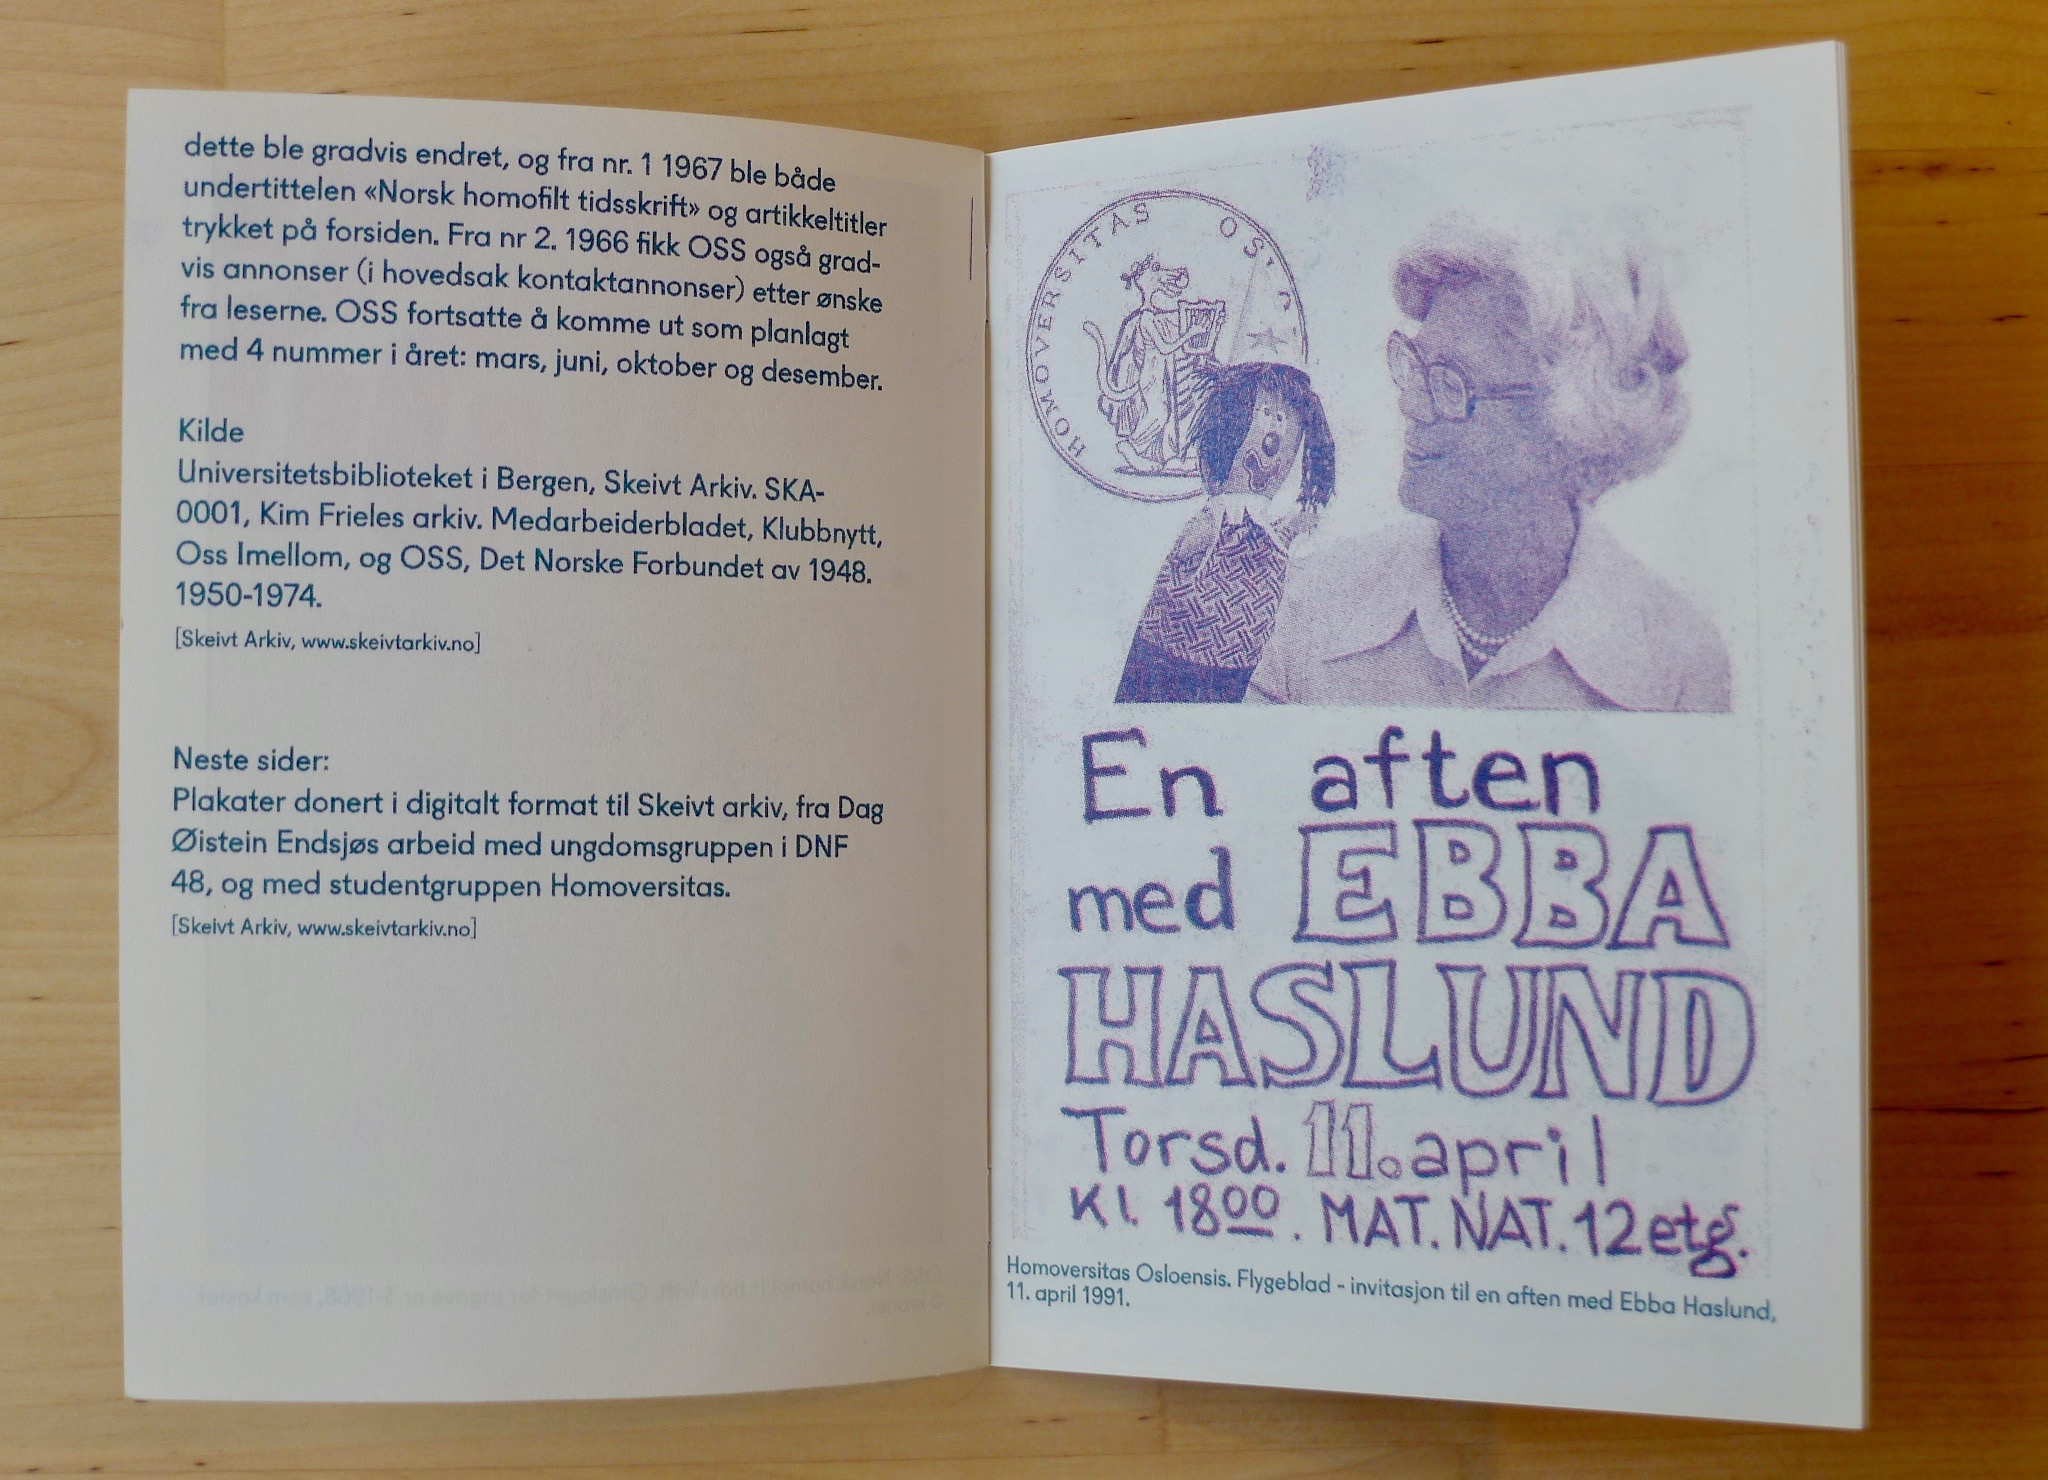 dette ble gradvis endret, og fra nr. 1 1967 ble både
undertittelen «Norsk homofilt tidsskrift» og artikkeltitler
trykket på forsiden. Fra nr 2. 1966 fikk OSS også grad-
vis annonser (i hovedsak kontaktannonser) etter ønske
fra leserne. OSS fortsatte å komme ut som planlagt
med 4 nummer i året: mars, juni, oktober og desember.
Kilde
Universitetsbiblioteket i Bergen, Skeivt Arkiv. SKA-
0001, Kim Frieles arkiv. Medarbeiderbladet, Klubbnytt,
Oss Imellom, og OSS, Det Norske Forbundet av 1948.
1950-1974.
[Skeivt Arkiv, www.skeivtarkiv.no]
Neste sider:
Plakater donert i digitalt format til Skeivt arkiv, fra Dag
Øistein Endsjøs arbeid med ungdomsgruppen i DNF
48, og med studentgruppen Homoversitas.
[Skeivt Arkiv, www.skeivtarkiv.no]
HOMOVERSITAS
En aften
med EBBA
HASLUND
Torsd. 11. april
Kl. 1800. MAT. NAT. 12 etg.
Homoversitas Osloensis. Flygeblad - invitasjon til en aften med Ebba Haslund,
11. april 1991.